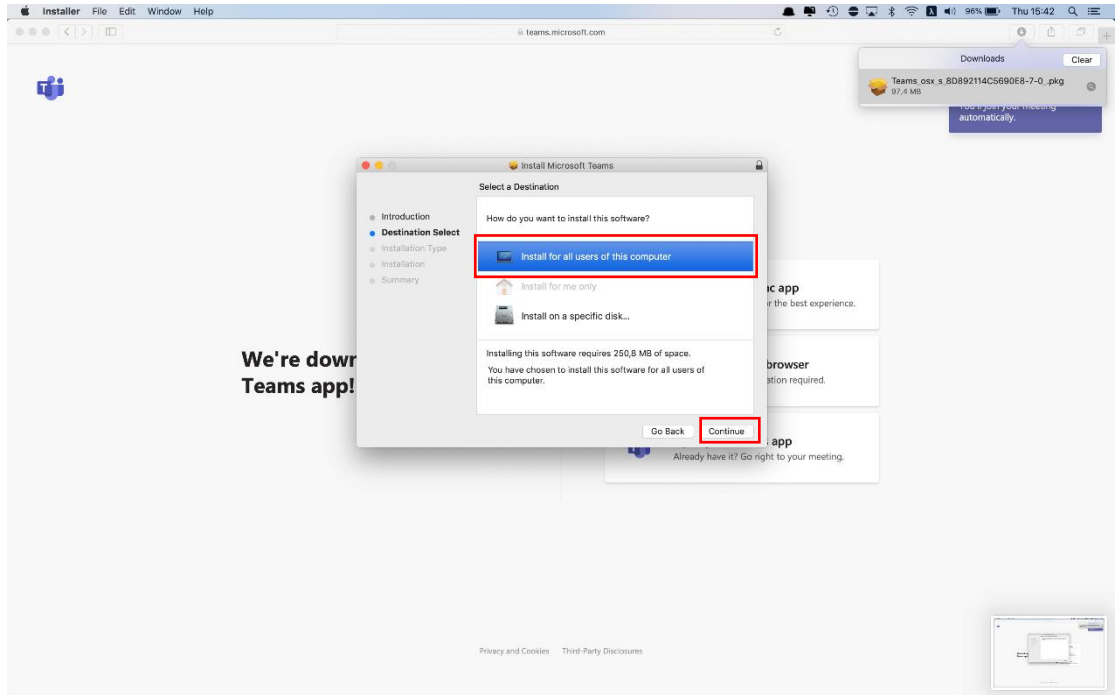 Installer File Edit Window Help
96% Thu 15:42
teams.microsoft.com
Downloads Clear
Teams_osx_s_8D892114C5690E8-7-0_.pkg
97,4 MB
automatically.
Install Microsoft Teams
Select a Destination
Introduction
Destination Select
Installation Type
Installation
Summary
How do you want to install this software?
Install for all users of this computer
Install for me only
Install on a specific disk...
Installing this software requires 250,8 MB of space.
You have chosen to install this software for all users of
this computer.
Go Back Continue
We're down
Teams app!
app
the best experience.
browser
required.
app
Already have it? Go right to your meeting.
Privacy and Cookies Third-Party Disclosures